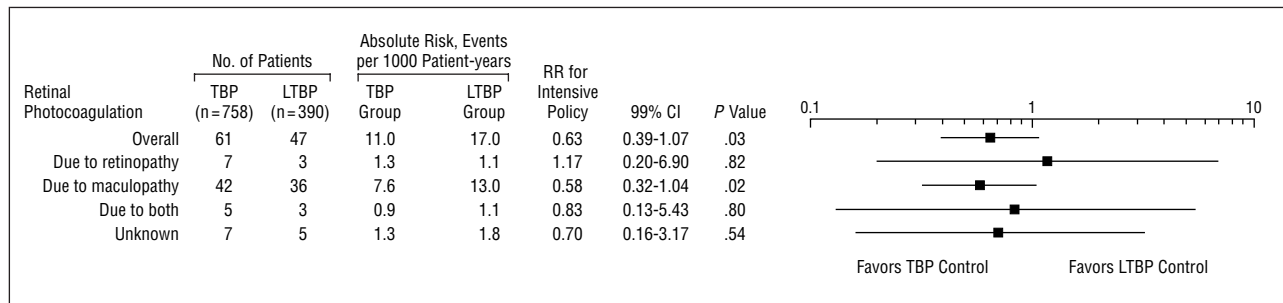 No. of Patients
Absolute Risk, Events
per 1000 Patient-years
Retinal
Photocoagulation
TBP
(n=758)
LTBP
(n=390)
TBP
Group
LTBP
Group
RR for
Intensive
Policy
99% CI
P Value
0.1 1 10
Overall 61 47 11.0 17.0 0.63 0.39-1.07 .03
Due to retinopathy 7 3 1.3 1.1 1.17 0.20-6.90 .82
Due to maculopathy 42 36 7.6 13.0 0.58 0.32-1.04 .02
Due to both 5 3 0.9 1.1 0.83 0.13-5.43 .80
Unknown 7 5 1.3 1.8 0.70 0.16-3.17 .54
Favors TBP Control Favors LTBP Control